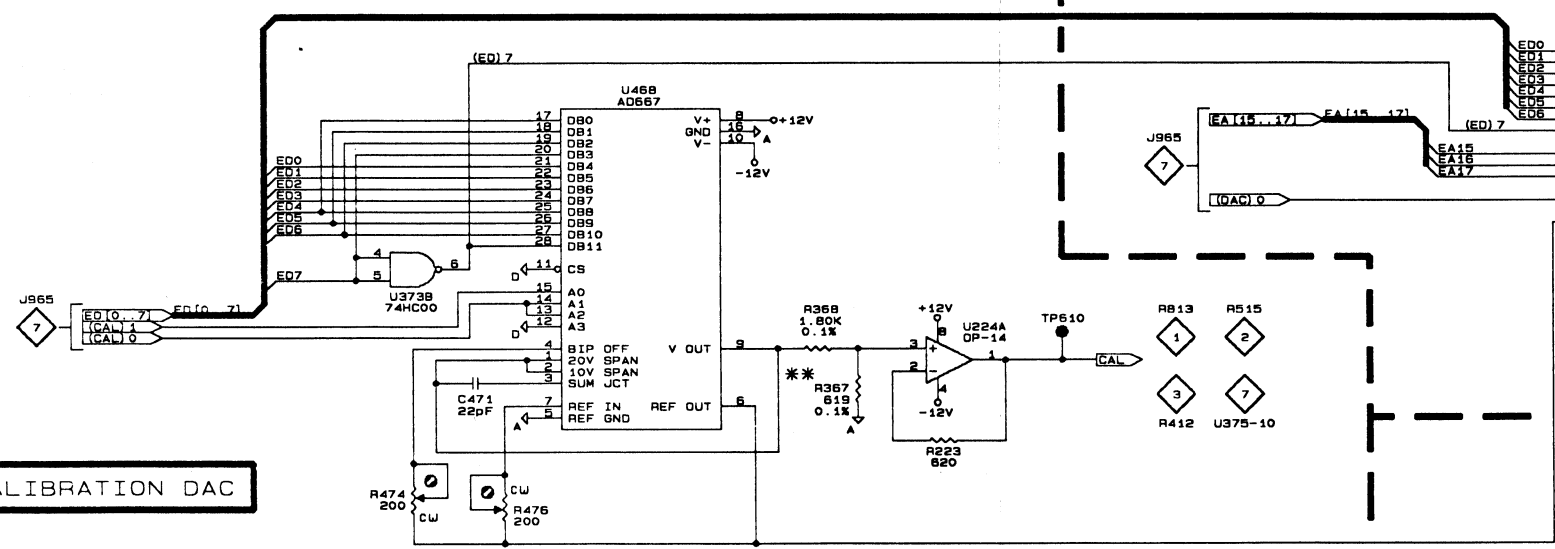 (ED) 7
ED0
ED1
ED2
ED3
ED4
ED5
ED6
U468
AD667
17 DB0
18 DB1
19 DB2
20 DB3
21 DB4
22 DB5
23 DB6
24 DB7
25 DB8
26 DB9
27 DB10
28 DB11
11 CS
15 A0
14 A1
13 A2
12 A3
4 BIP OFF
1 20V SPAN
2 10V SPAN
3 SUM JCT
7 REF IN
5 REF GND
V+ 8 +12V
GND 16 A
V- 10
-12V
V OUT 9
REF OUT 6
ED0
ED1
ED2
ED3
ED4
ED5
ED6
ED7
4
5
6
U373B
74HC00
D
D
A
J965
7
ED[0..7] ED[0..7]
(CAL) 1
(CAL) 0
C471
22pF
R474
200
CW
CW
R476
200
R368
1.80K
0.1%
**
R367
619
0.1%
A
+12V
8
U224A
OP-14
3 +
2 -
1
4
-12V
R223
620
TP610
CAL
R813
1
R515
2
3
R412
7
U375-10
J965
7
EA[15..17] EA[15..17]
(ED) 7
EA15
EA16
EA17
(DAC) 0
ALIBRATION DAC